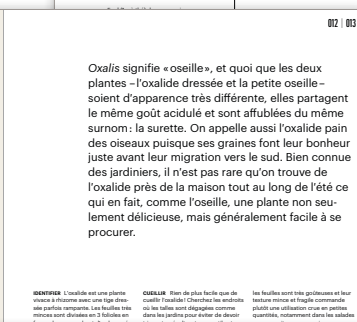 012 | 013
Oxalis signifie « oseille », et quoi que les deux
plantes – l'oxalide dressée et la petite oseille –
soient d'apparence très différente, elles partagent
le même goût acidulé et sont affublées du même
surnom : la surette. On appelle aussi l'oxalide pain
des oiseaux puisque ses graines font leur bonheur
juste avant leur migration vers le sud. Bien connue
des jardiniers, il n'est pas rare qu'on trouve de
l'oxalide près de la maison tout au long de l'été ce
qui en fait, comme l'oseille, une plante non seu-
lement délicieuse, mais généralement facile à se
procurer.
IDENTIFIER L'oxalide est une plante
vivace à rhizome avec une tige dres-
sée parfois rampante. Les feuilles très
minces sont divisées en 3 folioles en
CUEILLIR Rien de plus facile que de
cueillir l'oxalide ! Cherchez les endroits
où les talles sont dégagées comme
dans les jardins pour éviter de devoir
les feuilles sont très goûteuses et leur
texture mince et fragile commande
plutôt une utilisation crue en petites
quantités, notamment dans les salades